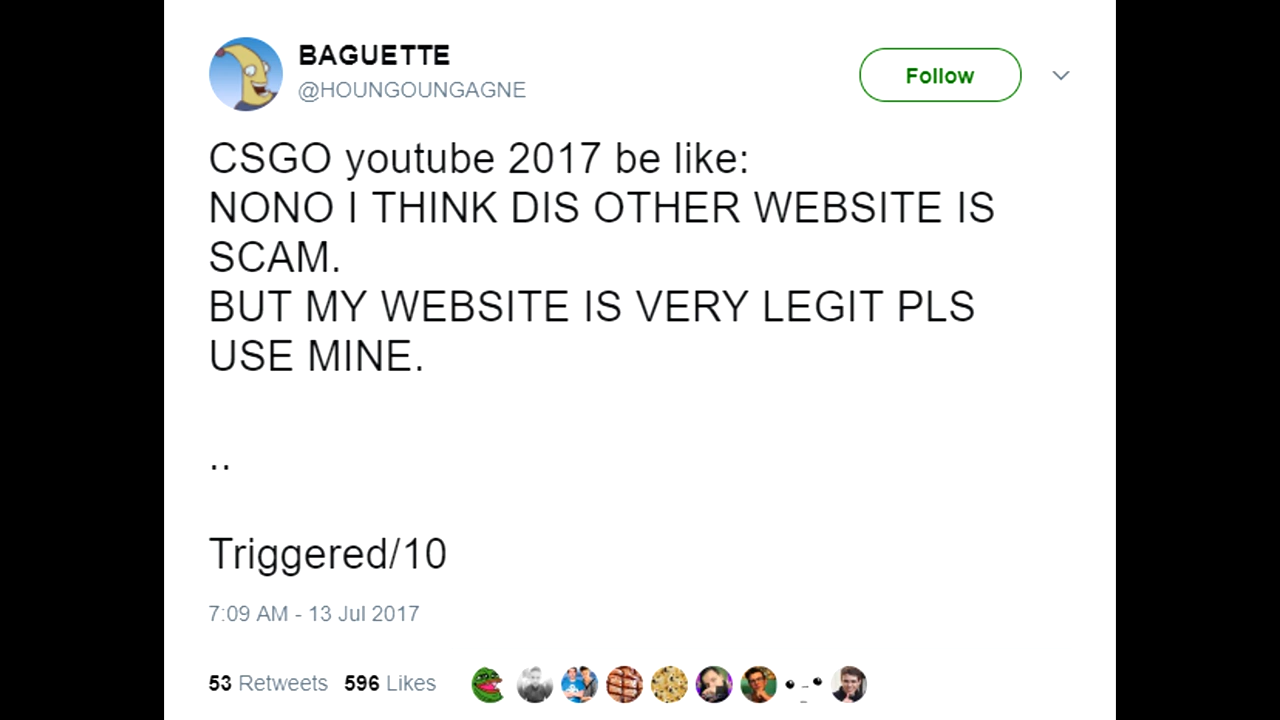 BAGUETTE
@HOUNGOUNGAGNE
Follow
CSGO youtube 2017 be like:
NONO I THINK DIS OTHER WEBSITE IS
SCAM.
BUT MY WEBSITE IS VERY LEGIT PLS
USE MINE.
..
Triggered/10
7:09 AM - 13 Jul 2017
53 Retweets 596 Likes